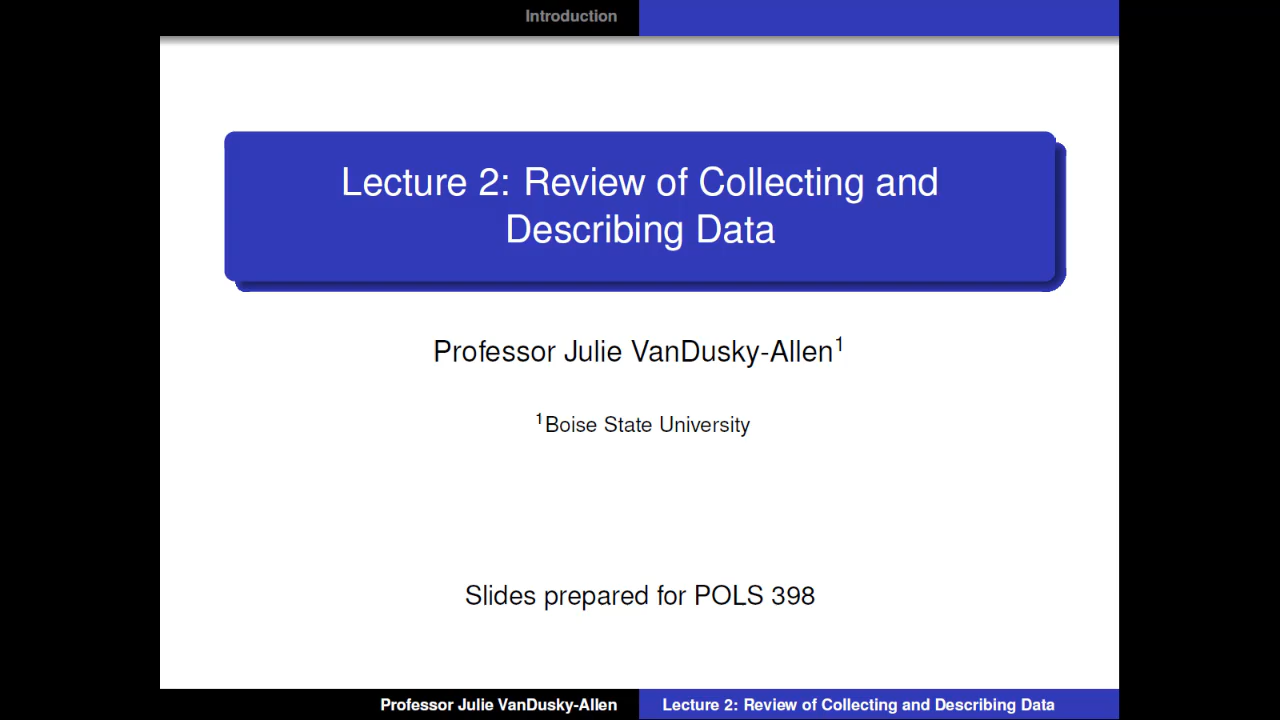 Introduction
Lecture 2: Review of Collecting and
Describing Data
Professor Julie VanDusky-Allen¹
¹Boise State University
Slides prepared for POLS 398
Professor Julie VanDusky-Allen
Lecture 2: Review of Collecting and Describing Data